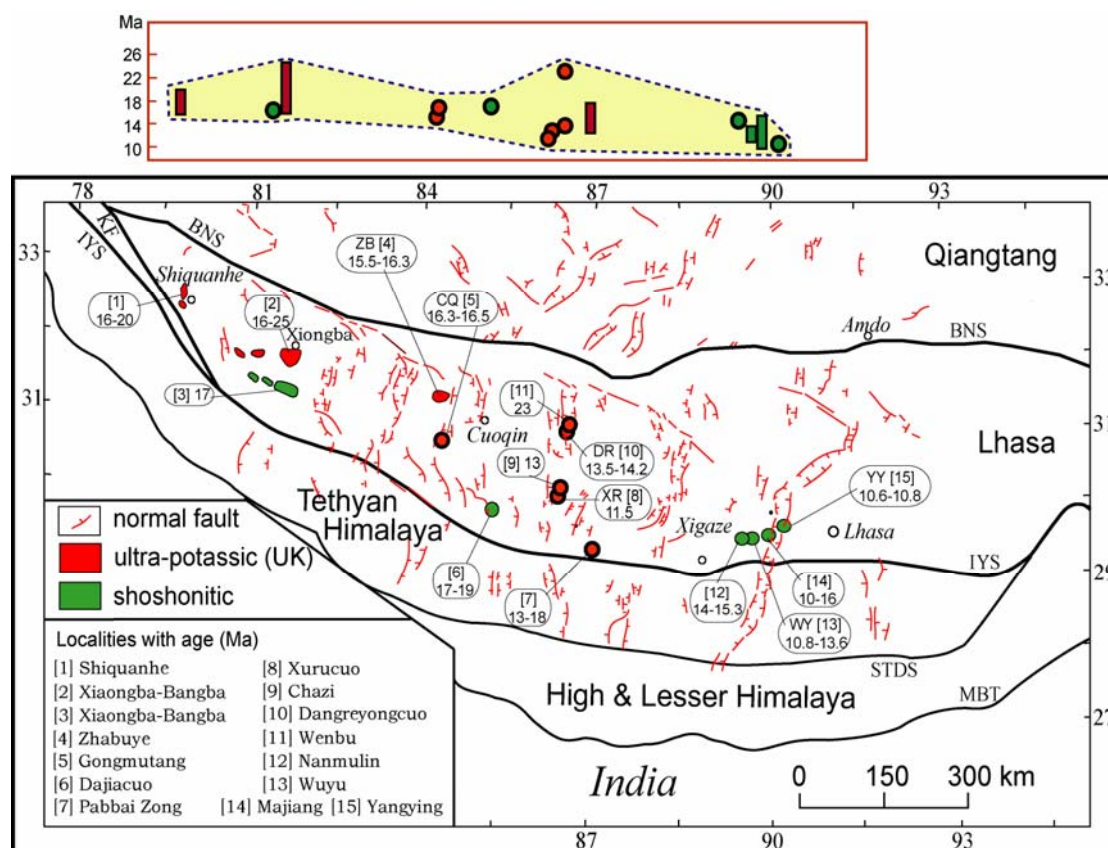 Ma
26
22
18
14
10
78
81
84
87
90
93
33
31
33
31
29
27
KF
IYS
BNS
Shiquanhe
[1]
16-20
[2]
16-25
Xiongba
[3] 17
ZB [4]
15.5-16.3
CQ [5]
16.3-16.5
Cuoqin
[11]
23
DR [10]
13.5-14.2
[9] 13
XR [8]
11.5
Qiangtang
Amdo
BNS
Lhasa
YY [15]
10.6-10.8
Xigaze
Lhasa
Tethyan
Himalaya
[6]
17-19
[7]
13-18
[12]
14-15.3
[14]
10-16
WY [13]
10.8-13.6
IYS
STDS
MBT
High & Lesser Himalaya
India
0 150 300 km
normal fault
ultra-potassic (UK)
shoshonitic
Localities with age (Ma)
[1] Shiquanhe
[2] Xiaongba-Bangba
[3] Xiaongba-Bangba
[4] Zhabuye
[5] Gongmutang
[6] Dajiacuo
[7] Pabbai Zong
[8] Xurucuo
[9] Chazi
[10] Dangreyongcuo
[11] Wenbu
[12] Nanmulin
[13] Wuyu
[14] Majiang [15] Yangying
87
90
93